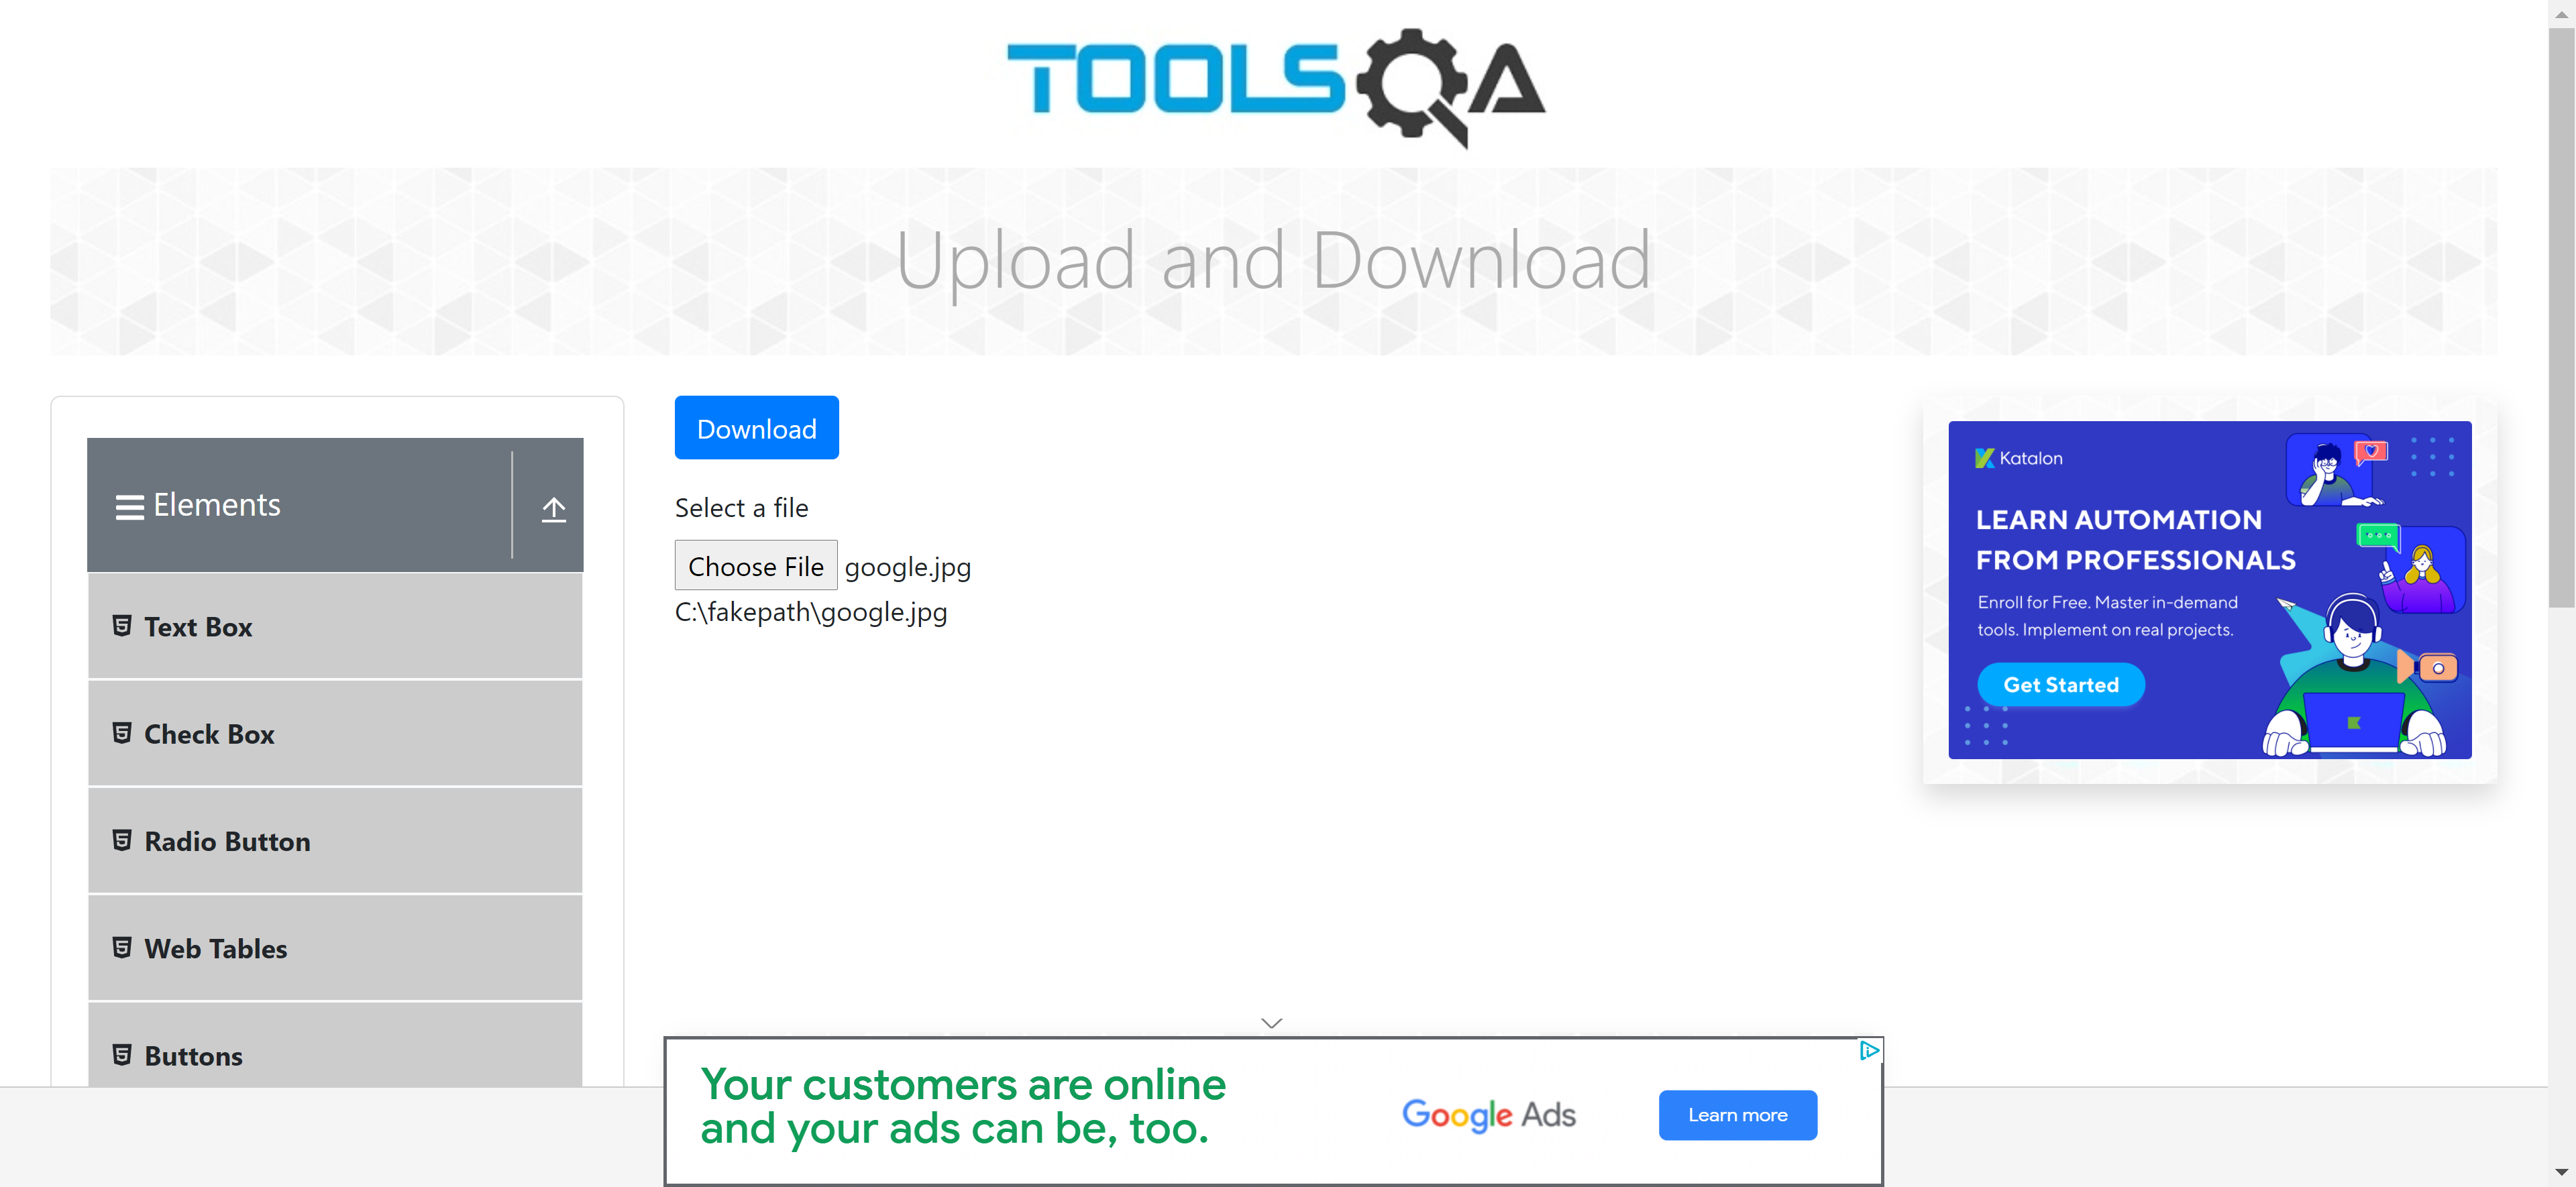 TOOLSQA
Upload and Download
Elements
Text Box
Check Box
Radio Button
Web Tables
Buttons
Download
Select a file
Choose File google.jpg
C:\fakepath\google.jpg
Katalon
LEARN AUTOMATION
FROM PROFESSIONALS
Enroll for Free. Master in-demand
tools. Implement on real projects.
Get Started
Your customers are online
and your ads can be, too.
Google Ads
Learn more